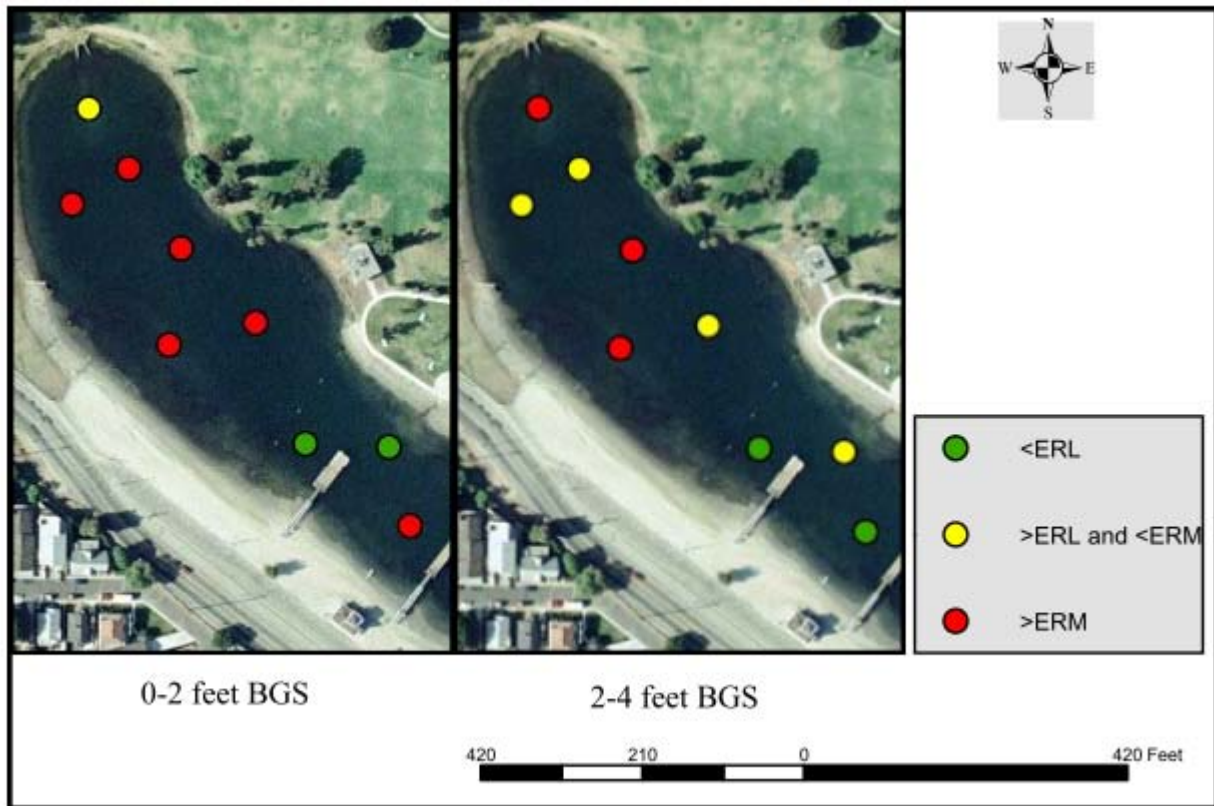 N
W E
S
<ERL
>ERL and <ERM
>ERM
0-2 feet BGS
2-4 feet BGS
420 210 0 420 Feet